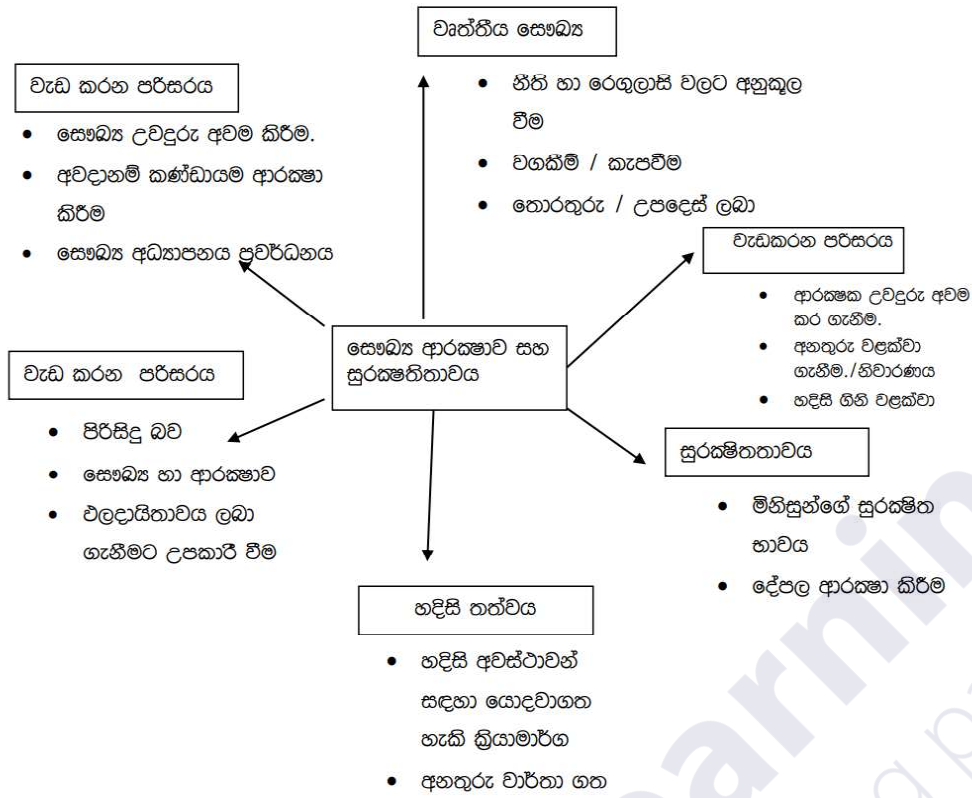 වෘත්තීය සෞඛ්‍ය
නීති හා රෙගුලාසි වලට අනුකූල
වීම
වගකීම් / කැපවීම
තොරතුරු / උපදෙස් ලබා
වැඩ කරන පරිසරය
සෞඛ්‍ය උවදුරු අවම කිරීම.
අවදානම් කණ්ඩායම ආරක්‍ෂා
කිරීම
සෞඛ්‍ය අධ්‍යාපනය ප්‍රවර්ධනය
වැඩකරන පරිසරය
ආරක්‍ෂක උවදුරු අවම
කර ගැනීම.
අනතුරු වළක්වා
ගැනීම./නිවාරණය
හදිසි ගිනි වළක්වා
සෞඛ්‍ය ආරක්‍ෂාව සහ
සුරක්‍ෂතිතාවය
වැඩ කරන පරිසරය
පිරිසිදු බව
සෞඛ්‍ය හා ආරක්‍ෂාව
ඵලදායිතාවය ලබා
ගැනීමට උපකාරී වීම
සුරක්‍ෂිතතාවය
මිනිසුන්ගේ සුරක්‍ෂිත
භාවය
දේපල ආරක්‍ෂා කිරීම
හදිසි තත්වය
හදිසි අවස්ථාවන්
සඳහා යොදවාගත
හැකි ක්‍රියාමාර්ග
අනතුරු වාර්තා ගත